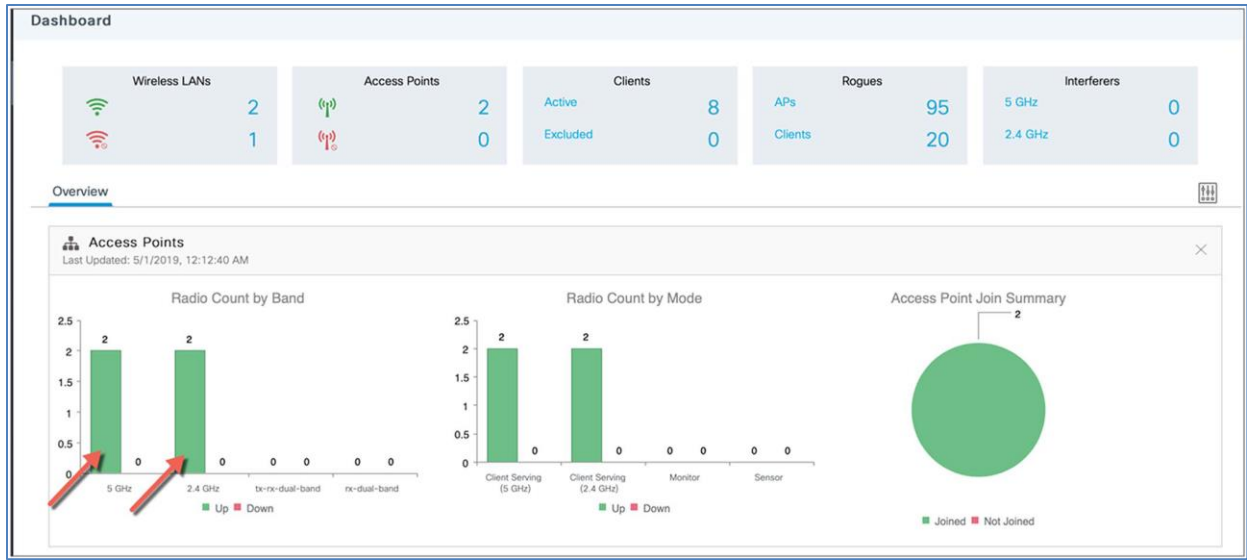 Dashboard
Wireless LANs
2
1
Access Points
2
0
Clients
Active 8
Excluded 0
Rogues
APs 95
Clients 20
Interferers
5 GHz 0
2.4 GHz 0
Overview
Access Points
Last Updated: 5/1/2019, 12:12:40 AM
Radio Count by Band
2.5
2
1.5
1
0.5
0
2 0 2 0 0 0 0 0
5 GHz 2.4 GHz tx-rx-dual-band rx-dual-band
Up Down
Radio Count by Mode
2.5
2
1.5
1
0.5
0
2 0 2 0 0 0 0 0
Client Serving (5 GHz) Client Serving (2.4 GHz) Monitor Sensor
Up Down
Access Point Join Summary
2
Joined Not Joined